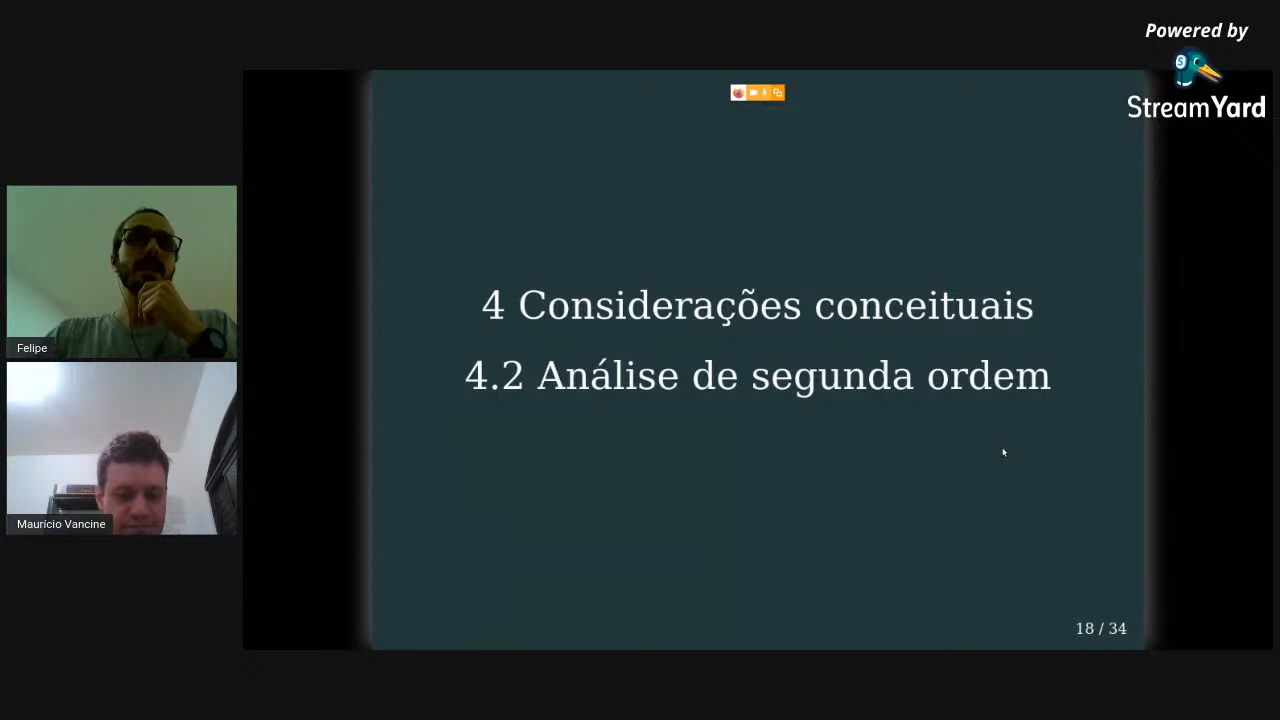 Powered by
StreamYard
4 Considerações conceituais
4.2 Análise de segunda ordem
18 / 34
Felipe
Maurício Vancine